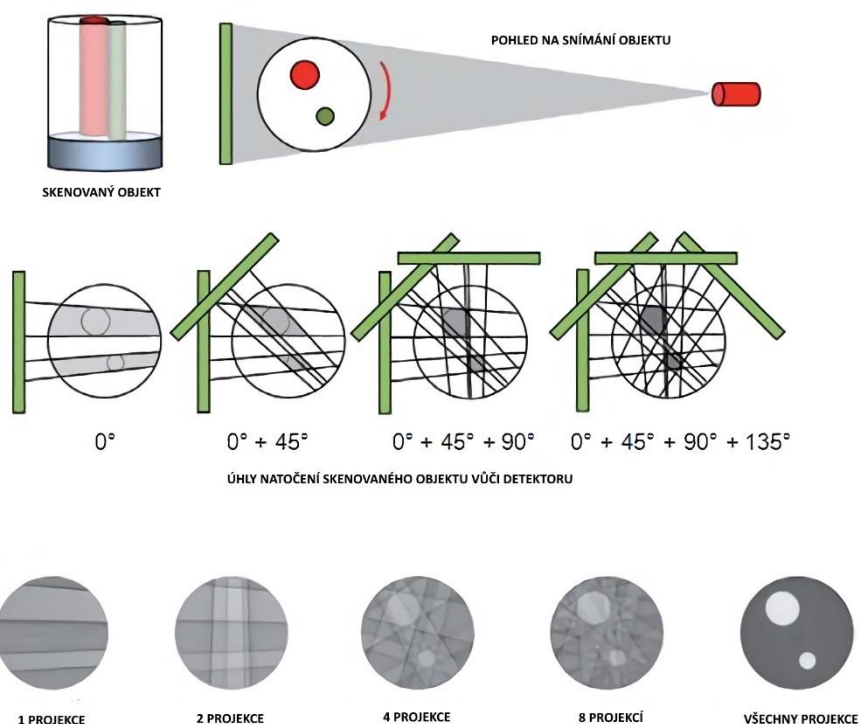 POHLED NA SNÍMÁNÍ OBJEKTU
SKENOVANÝ OBJEKT
0°
0° + 45°
0° + 45° + 90°
0° + 45° + 90° + 135°
ÚHLY NATOČENÍ SKENOVANÉHO OBJEKTU VŮČI DETEKTORU
1 PROJEKCE
2 PROJEKCE
4 PROJEKCE
8 PROJEKCÍ
VŠECHNY PROJEKCE